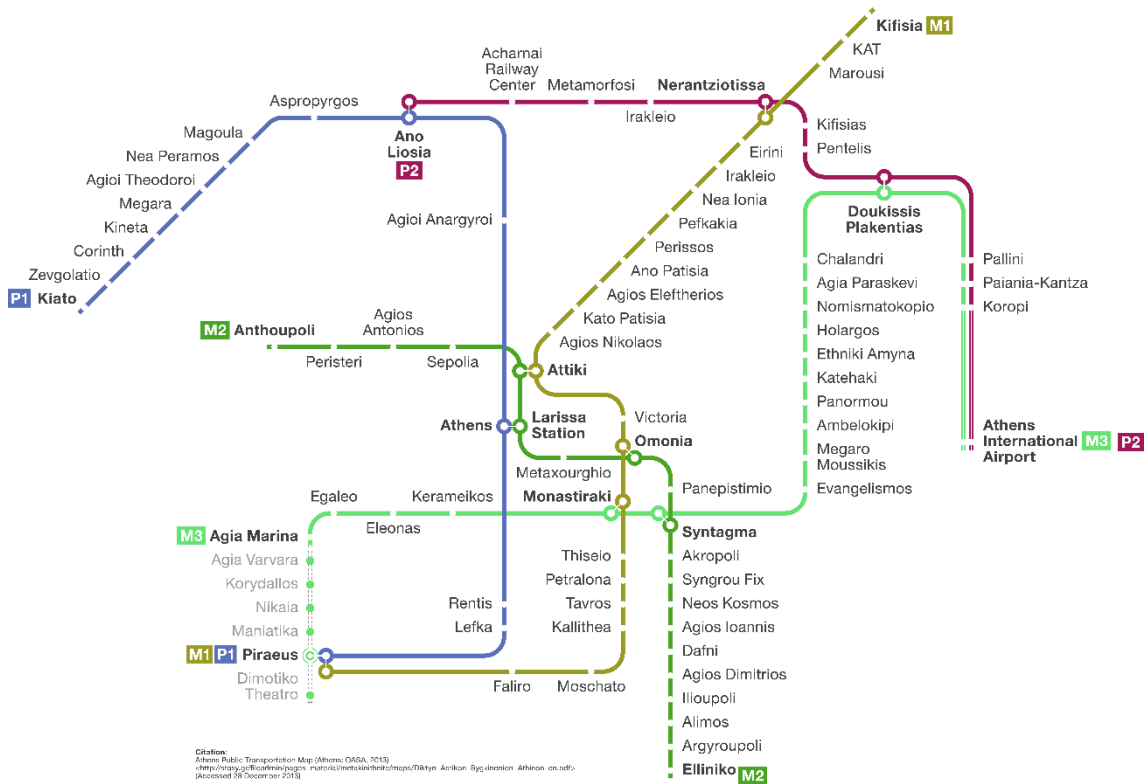 Kifisia M1
KAT
Marousi
Acharnai
Railway
Center
Metamorfosi
Nerantziotissa
Irakleio
Aspropyrgos
Magoula
Nea Peramos
Agioi Theodoroi
Megara
Kineta
Corinth
Zevgolatio
P1 Kiato
Ano
Liosia
P2
Kifisias
Pentelis
Eirini
Irakleio
Nea Ionia
Pefkakia
Perissos
Ano Patisia
Agios Eleftherios
Kato Patisia
Agios Nikolaos
Agioi Anargyroi
Doukissis
Plakentias
Chalandri
Agia Paraskevi
Nomismatokopio
Holargos
Ethniki Amyna
Katehaki
Panormou
Ambelokipi
Megaro
Moussikis
Evangelismos
Pallini
Paiania-Kantza
Koropi
Athens
International
Airport
M3 P2
M2 Anthoupoli
Peristeri
Agios
Antonios
Sepolia
Attiki
Athens
Larissa
Station
Victoria
Omonia
Metaxourghio
Monastiraki
Panepistimio
Egaleo
Kerameikos
Eleonas
M3 Agia Marina
Agia Varvara
Korydallos
Nikaia
Maniatika
M1 P1 Piraeus
Dimotiko
Theatro
Rentis
Lefka
Thiseio
Petralona
Tavros
Kallithea
Faliro
Moschato
Syntagma
Akropoli
Syngrou Fix
Neos Kosmos
Agios Ioannis
Dafni
Agios Dimitrios
Ilioupoli
Alimos
Argyroupoli
Elliniko M2
Citation:
Athens Public Transportation Map (Athens: OASA, 2013)
(Accessed 28 December 2013)